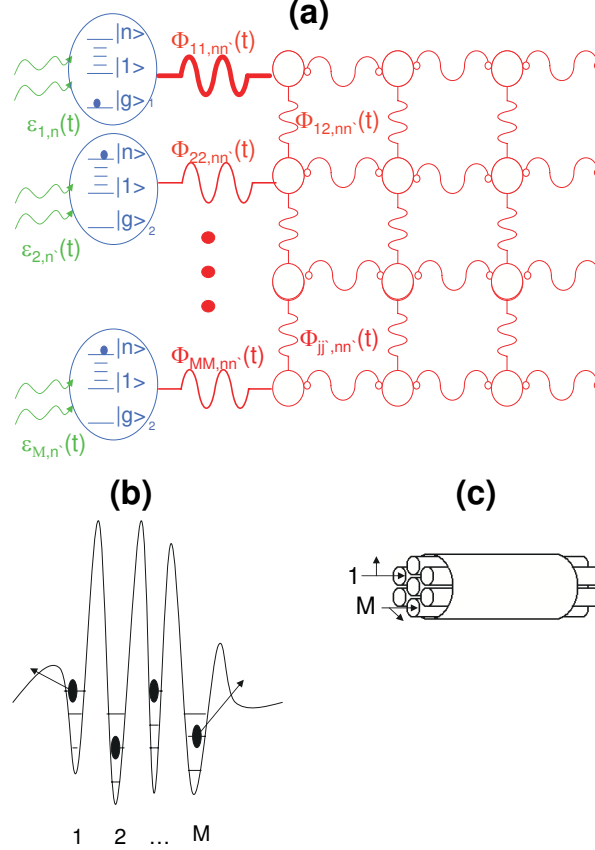 (a)
|n>
|1>
|g>1
ε1,n(t)
Φ11,nn`(t)
Φ12,nn`(t)
|n>
|1>
|g>2
ε2,n`(t)
Φ22,nn`(t)
|n>
|1>
|g>2
εM,n`(t)
ΦMM,nn`(t)
Φjj`,nn`(t)
(b)
1 2 ... M
(c)
1
M